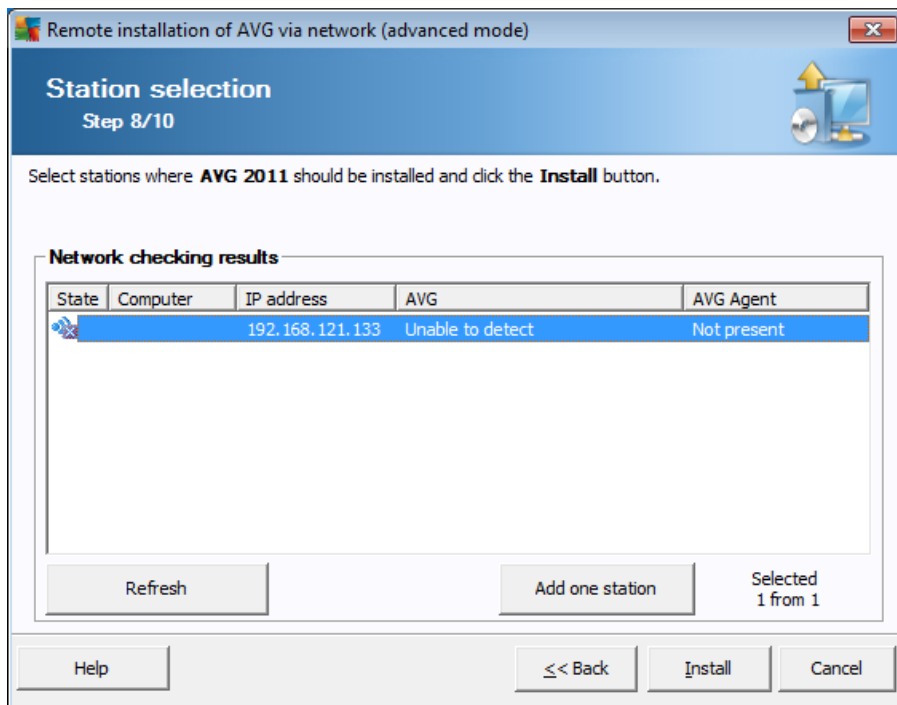 Remote installation of AVG via network (advanced mode)
Station selection
Step 8/10
Select stations where AVG 2011 should be installed and click the Install button.
Network checking results
State Computer IP address AVG AVG Agent
192.168.121.133 Unable to detect Not present
Refresh Add one station Selected
1 from 1
Help << Back Install Cancel